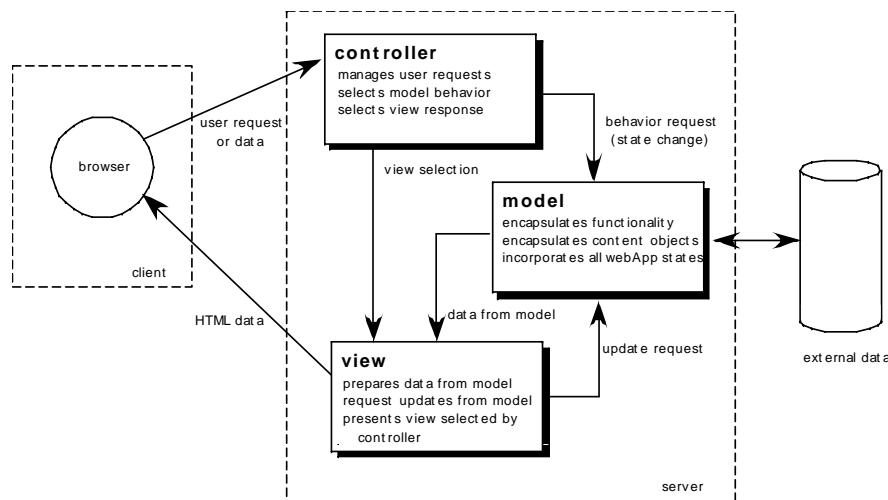 controller
manages user requests
selects model behavior
selects view response
user request
or data
behavior request
(state change)
browser
view selection
model
encapsulates functionality
encapsulates content objects
incorporates all webApp states
client
HTML data
data from model
update request
external data
view
prepares data from model
request updates from model
presents view selected by
controller
server